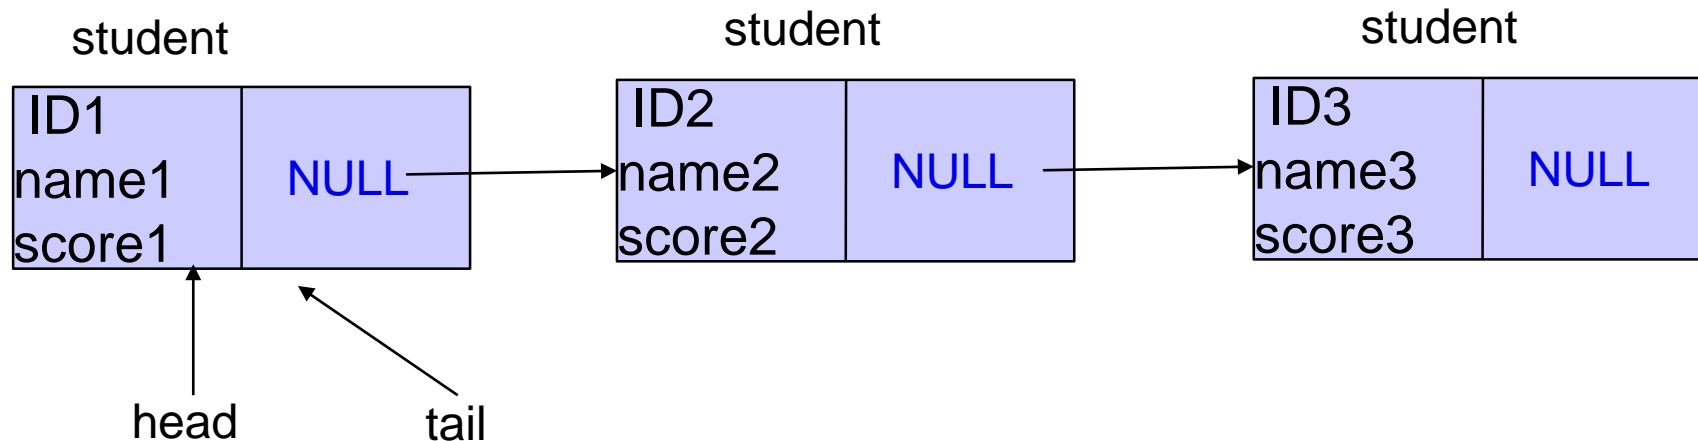 student
student
student
ID1
name1
score1
NULL
ID2
name2
score2
NULL
ID3
name3
score3
NULL
head
tail